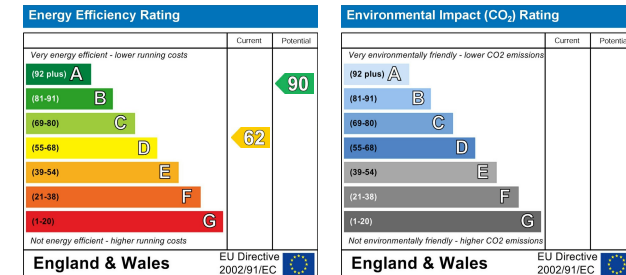 Energy Efficiency Rating
Current Potential
Very energy efficient - lower running costs
(92 plus) A
90
(81-91) B
(69-80) C
62
(55-68) D
(39-54) E
(21-38) F
(1-20) G
Not energy efficient - higher running costs
England & Wales
EU Directive
2002/91/EC
Environmental Impact (CO₂) Rating
Current Potential
Very environmentally friendly - lower CO2 emissions
(92 plus) A
(81-91) B
(69-80) C
(55-68) D
(39-54) E
(21-38) F
(1-20) G
Not environmentally friendly - higher CO2 emissions
England & Wales
EU Directive
2002/91/EC